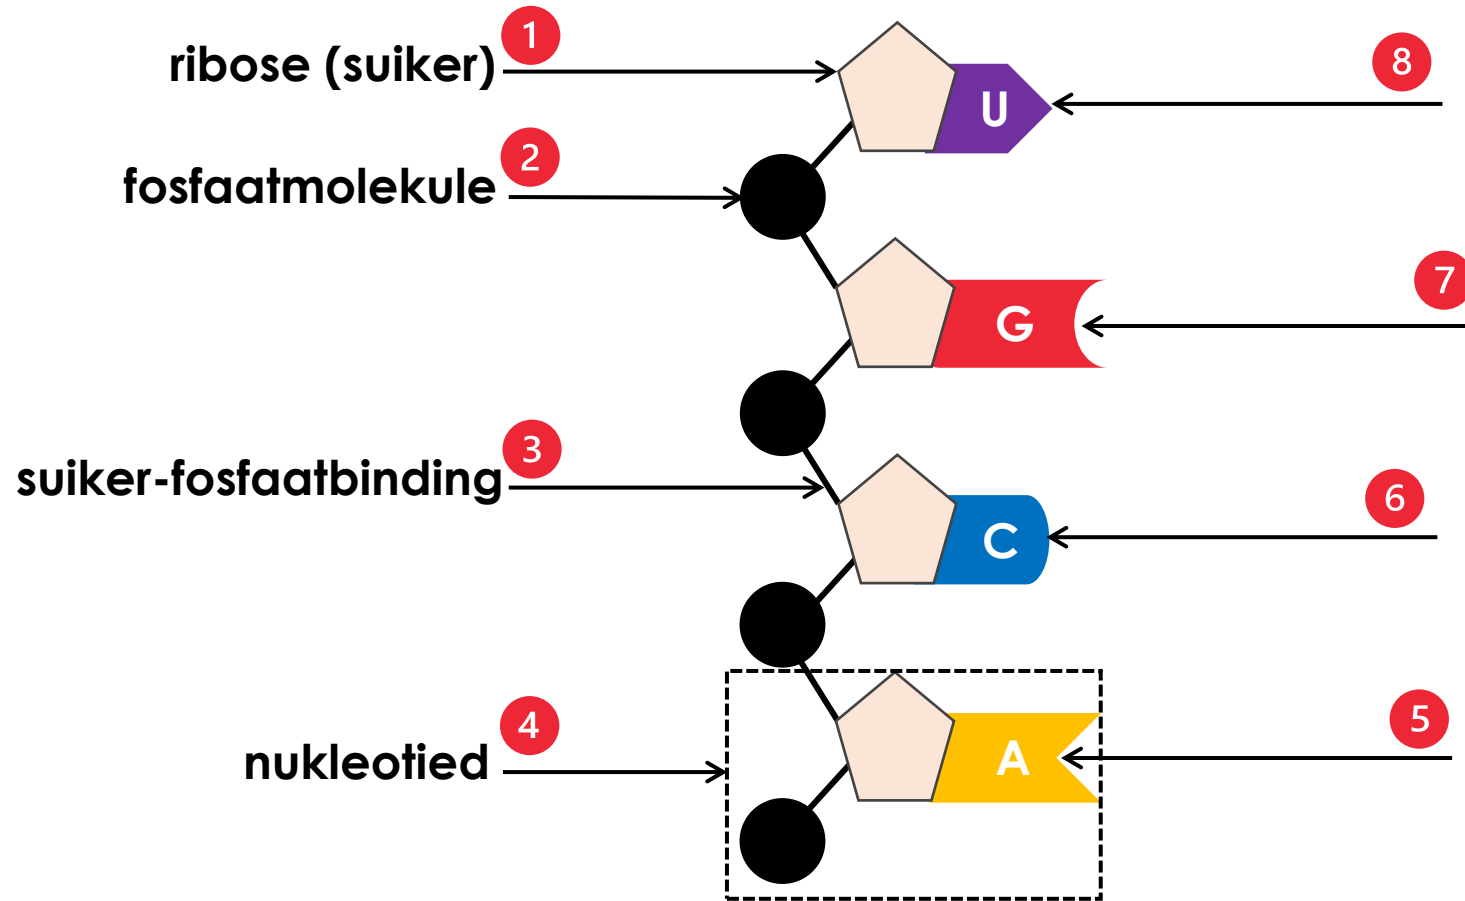 1
ribose (suiker)
8
U
2
fosfaatmolekule
7
G
3
suiker-fosfaatbinding
6
C
4
nukleotied
5
A